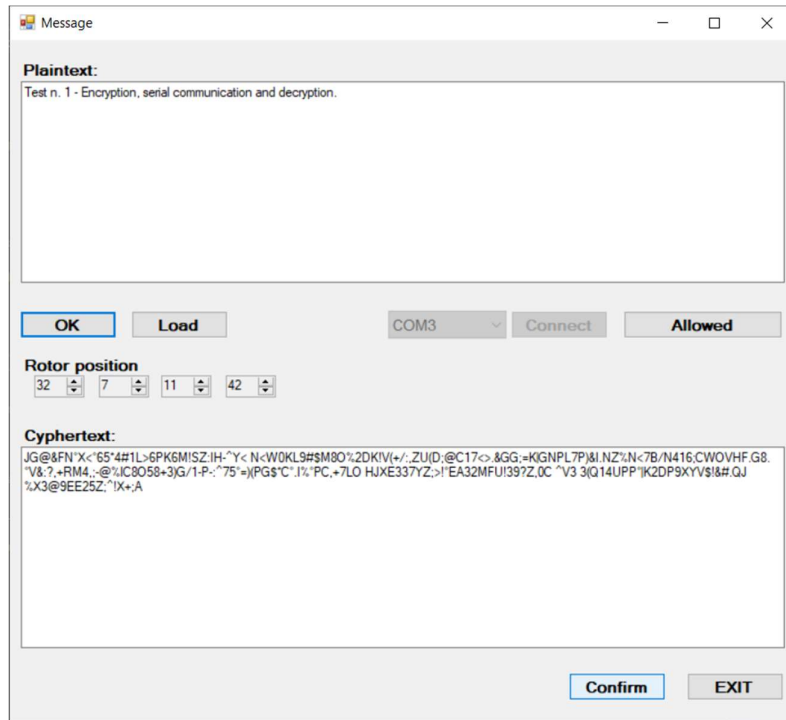 Message
Plaintext:
Test n. 1 - Encryption, serial communication and decryption.
OK Load COM3 Connect Allowed
Rotor position
32 7 11 42
Cyphertext:
JG@&FN"X<"65*4#1L>6PK6M!SZ:IH-^Y< N<W0KL9#$M8O%2DK!V(+/:,ZU(D;@C17<>.&GG;=K(GNPL7P)&I.NZ%N<7B/N416;CWOVHF.G8.
"V&:?,+RM4,;-@%IC8O58+3)G/1-P-:^75"=)(PG$"C".I%"PC,+7LO HJXE337YZ;>!"EA32MFU!39?Z,0C ^V3 3(Q14UPP"|K2DP9XYV$!&#.QJ
%X3@9EE25Z;^!X+;A
Confirm EXIT